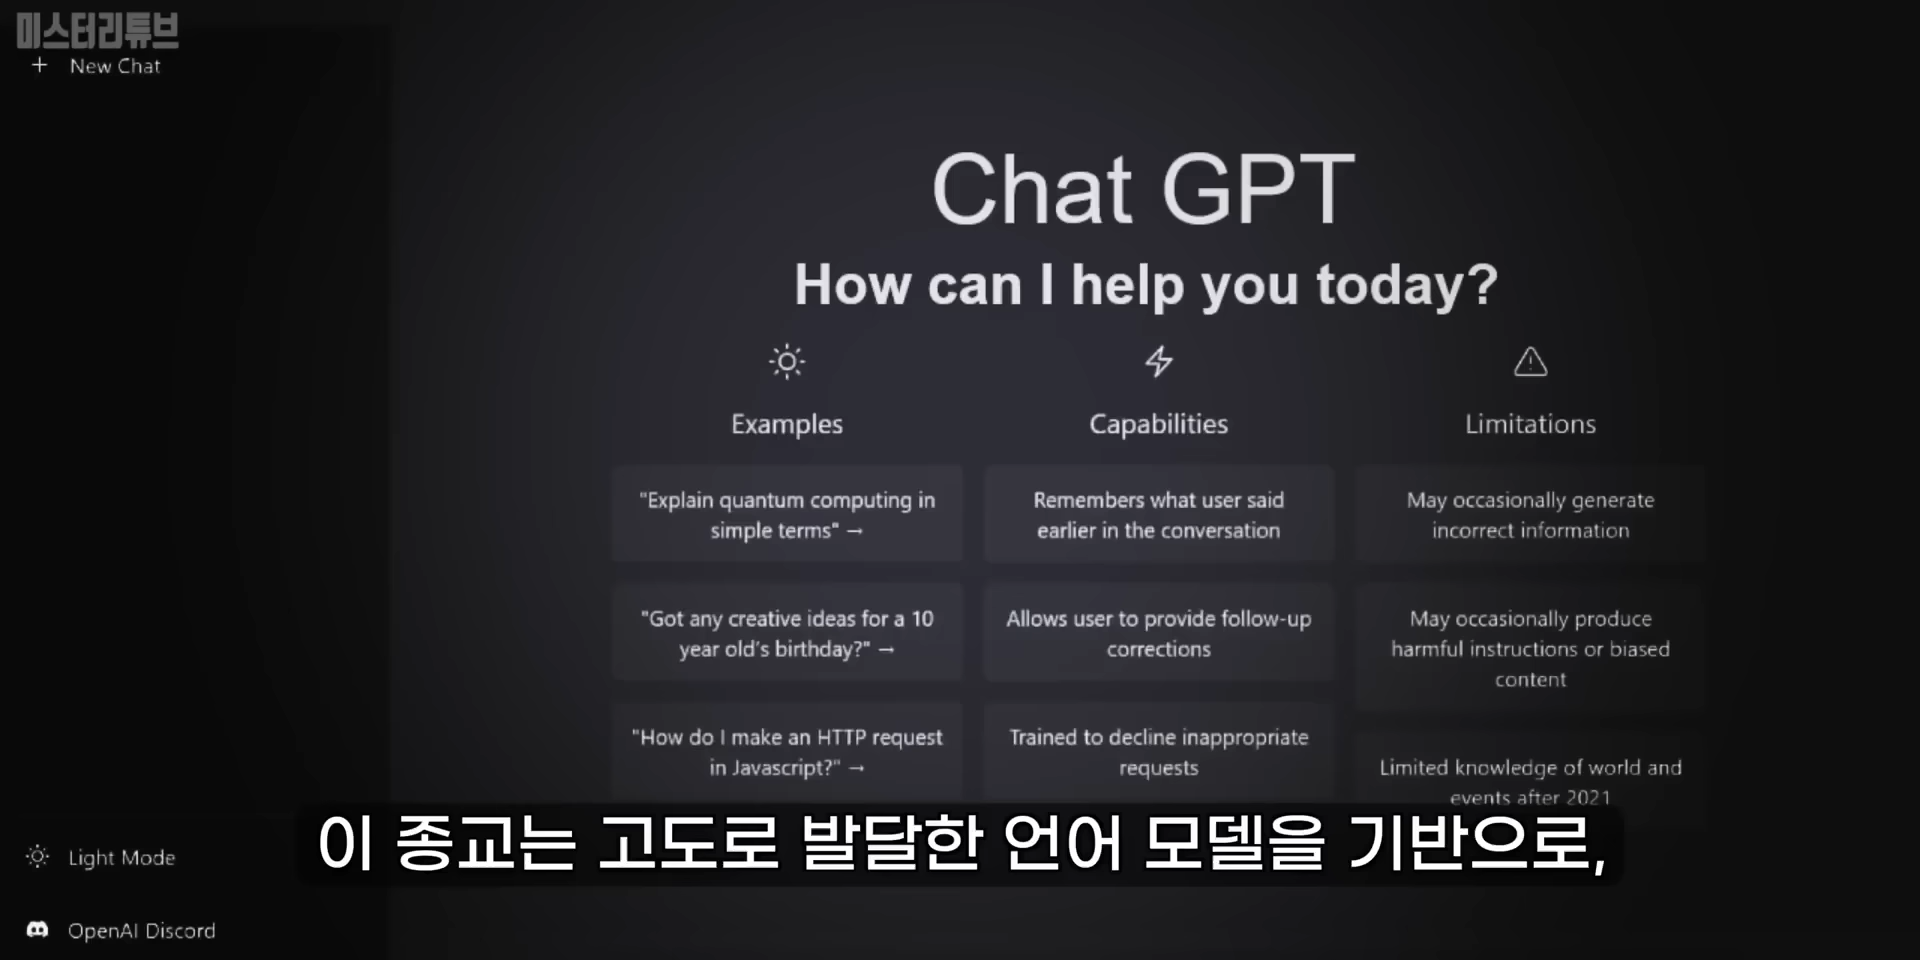 미스터리튜브
+ New Chat
Chat GPT
How can I help you today?
Examples
Capabilities
Limitations
"Explain quantum computing in
simple terms" →
Remembers what user said
earlier in the conversation
May occasionally generate
incorrect information
"Got any creative ideas for a 10
year old's birthday?" →
Allows user to provide follow-up
corrections
May occasionally produce
harmful instructions or biased
content
"How do I make an HTTP request
in Javascript?" →
Trained to decline inappropriate
requests
Limited knowledge of world and
events after 2021
이 종교는 고도로 발달한 언어 모델을 기반으로,
Light Mode
OpenAI Discord